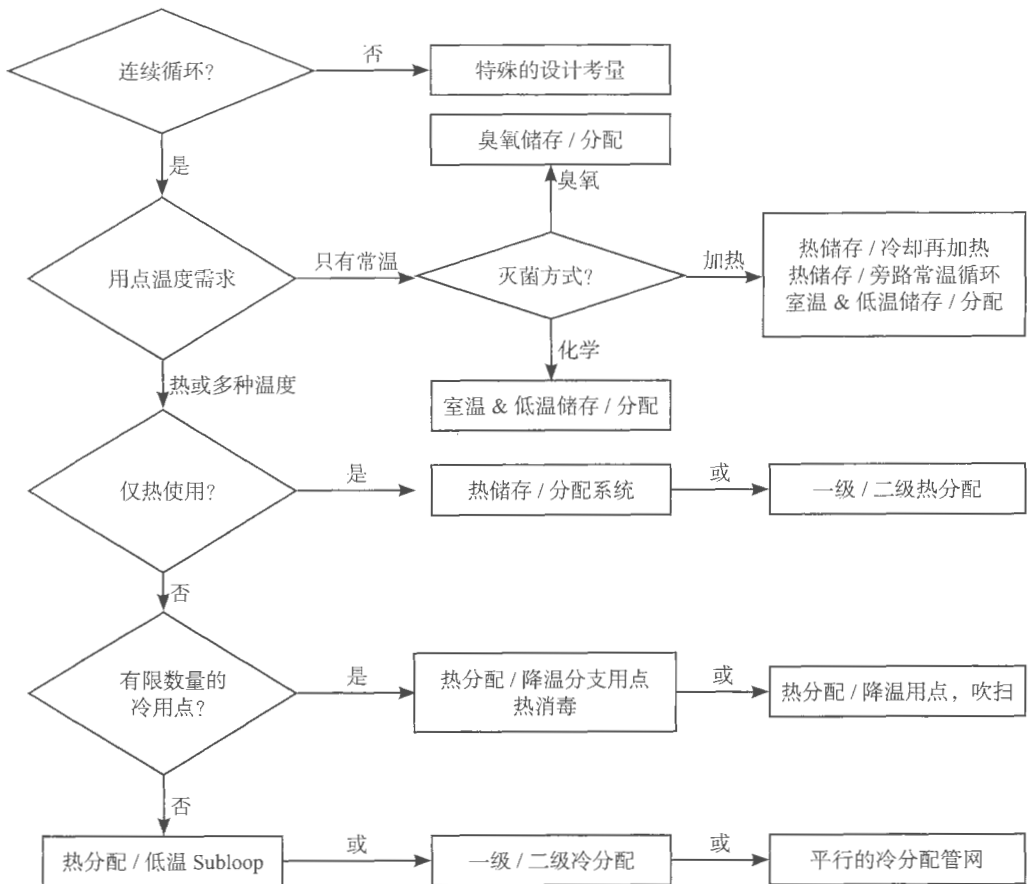 连续循环?
否
特殊的设计考量
臭氧储存 / 分配
是
臭氧
用点温度需求
只有常温
灭菌方式?
加热
热储存 / 冷却再加热
热储存 / 旁路常温循环
室温 & 低温储存 / 分配
化学
热或多种温度
室温 & 低温储存 / 分配
仅热使用?
是
热储存 / 分配系统
或
一级 / 二级热分配
否
有限数量的
冷用点?
是
热分配 / 降温分支用点
热消毒
或
热分配 / 降温用点，吹扫
否
热分配 / 低温 Subloop
或
一级 / 二级冷分配
或
平行的冷分配管网